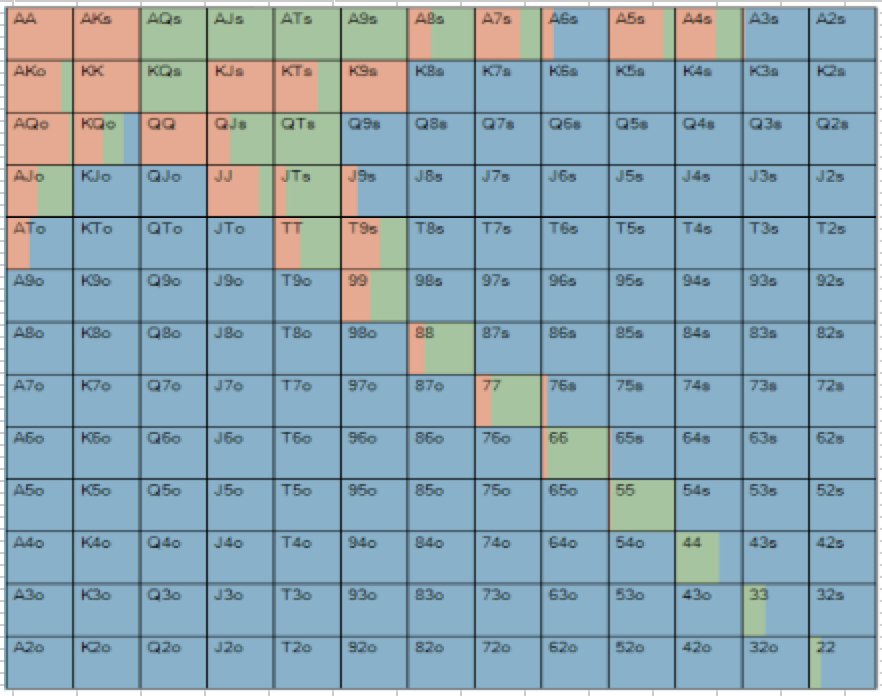 AA AKs AQs AJs ATs A9s A8s A7s A6s A5s A4s A3s A2s
AKo KK KQs KJs KTs K9s K8s K7s K6s K5s K4s K3s K2s
AQo KQo QQ QJs QTs Q9s Q8s Q7s Q6s Q5s Q4s Q3s Q2s
AJo KJo QJo JJ JTs J9s J8s J7s J6s J5s J4s J3s J2s
ATo KTo QTo JTo TT T9s T8s T7s T6s T5s T4s T3s T2s
A9o K9o Q9o J9o T9o 99 98s 97s 96s 95s 94s 93s 92s
A8o K8o Q8o J8o T8o 98o 88 87s 86s 85s 84s 83s 82s
A7o K7o Q7o J7o T7o 97o 87o 77 76s 75s 74s 73s 72s
A6o K6o Q6o J6o T6o 96o 86o 76o 66 65s 64s 63s 62s
A5o K5o Q5o J5o T5o 95o 85o 75o 65o 55 54s 53s 52s
A4o K4o Q4o J4o T4o 94o 84o 74o 64o 54o 44 43s 42s
A3o K3o Q3o J3o T3o 93o 83o 73o 63o 53o 43o 33 32s
A2o K2o Q2o J2o T2o 92o 82o 72o 62o 52o 42o 32o 22